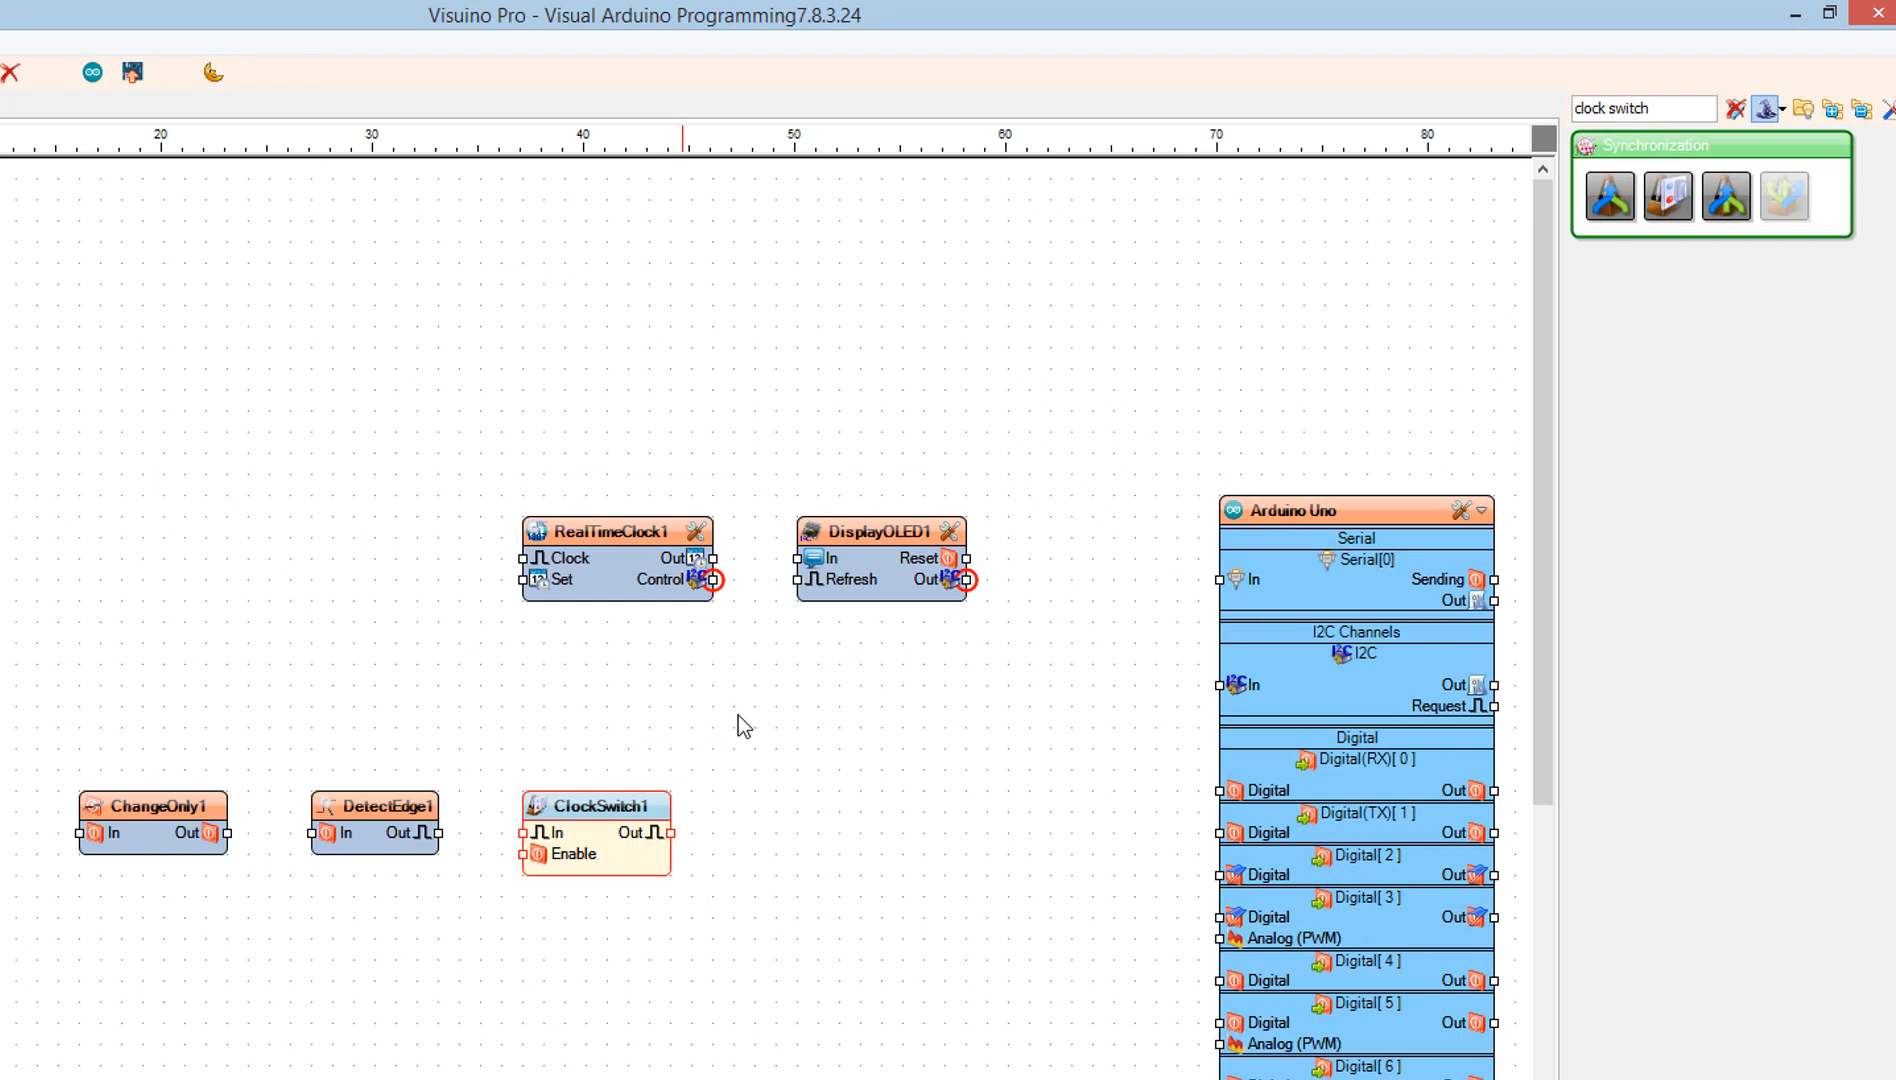 Visuino Pro - Visual Arduino Programming7.8.3.24
clock switch
20 30 40 50 60 70 80
Synchronization
RealTimeClock1
Clock Out
Set Control
DisplayOLED1
In Reset
Refresh Out
Arduino Uno
Serial
Serial[0]
In Sending
Out
I2C Channels
I2C
In Out
Request
Digital
Digital(RX)[ 0 ]
Digital Out
Digital(TX)[ 1 ]
Digital Out
Digital[ 2 ]
Digital Out
Digital[ 3 ]
Digital Out
Analog (PWM)
Digital[ 4 ]
Digital Out
Digital[ 5 ]
Digital Out
Analog (PWM)
Digital[ 6 ]
ChangeOnly1
In Out
DetectEdge1
In Out
ClockSwitch1
In Out
Enable